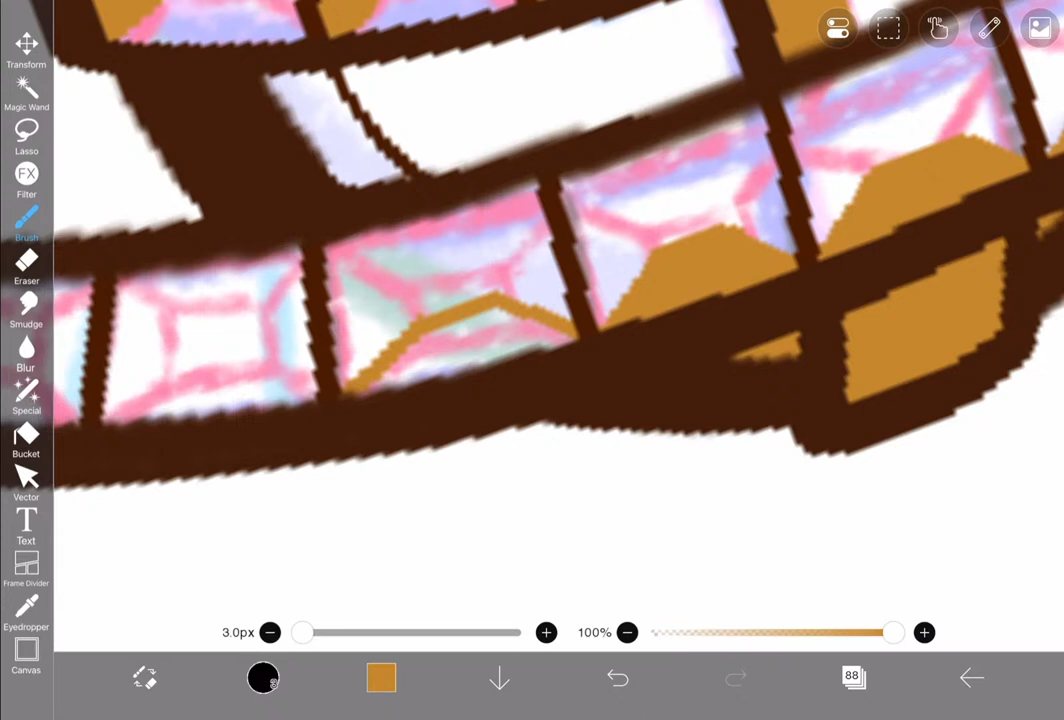 Transform
Magic Wand
Lasso
FX
Filter
Brush
Eraser
Smudge
Blur
Special
Bucket
Vector
T
Text
Frame Divider
Eyedropper
Canvas
3.0px
100%
3
88